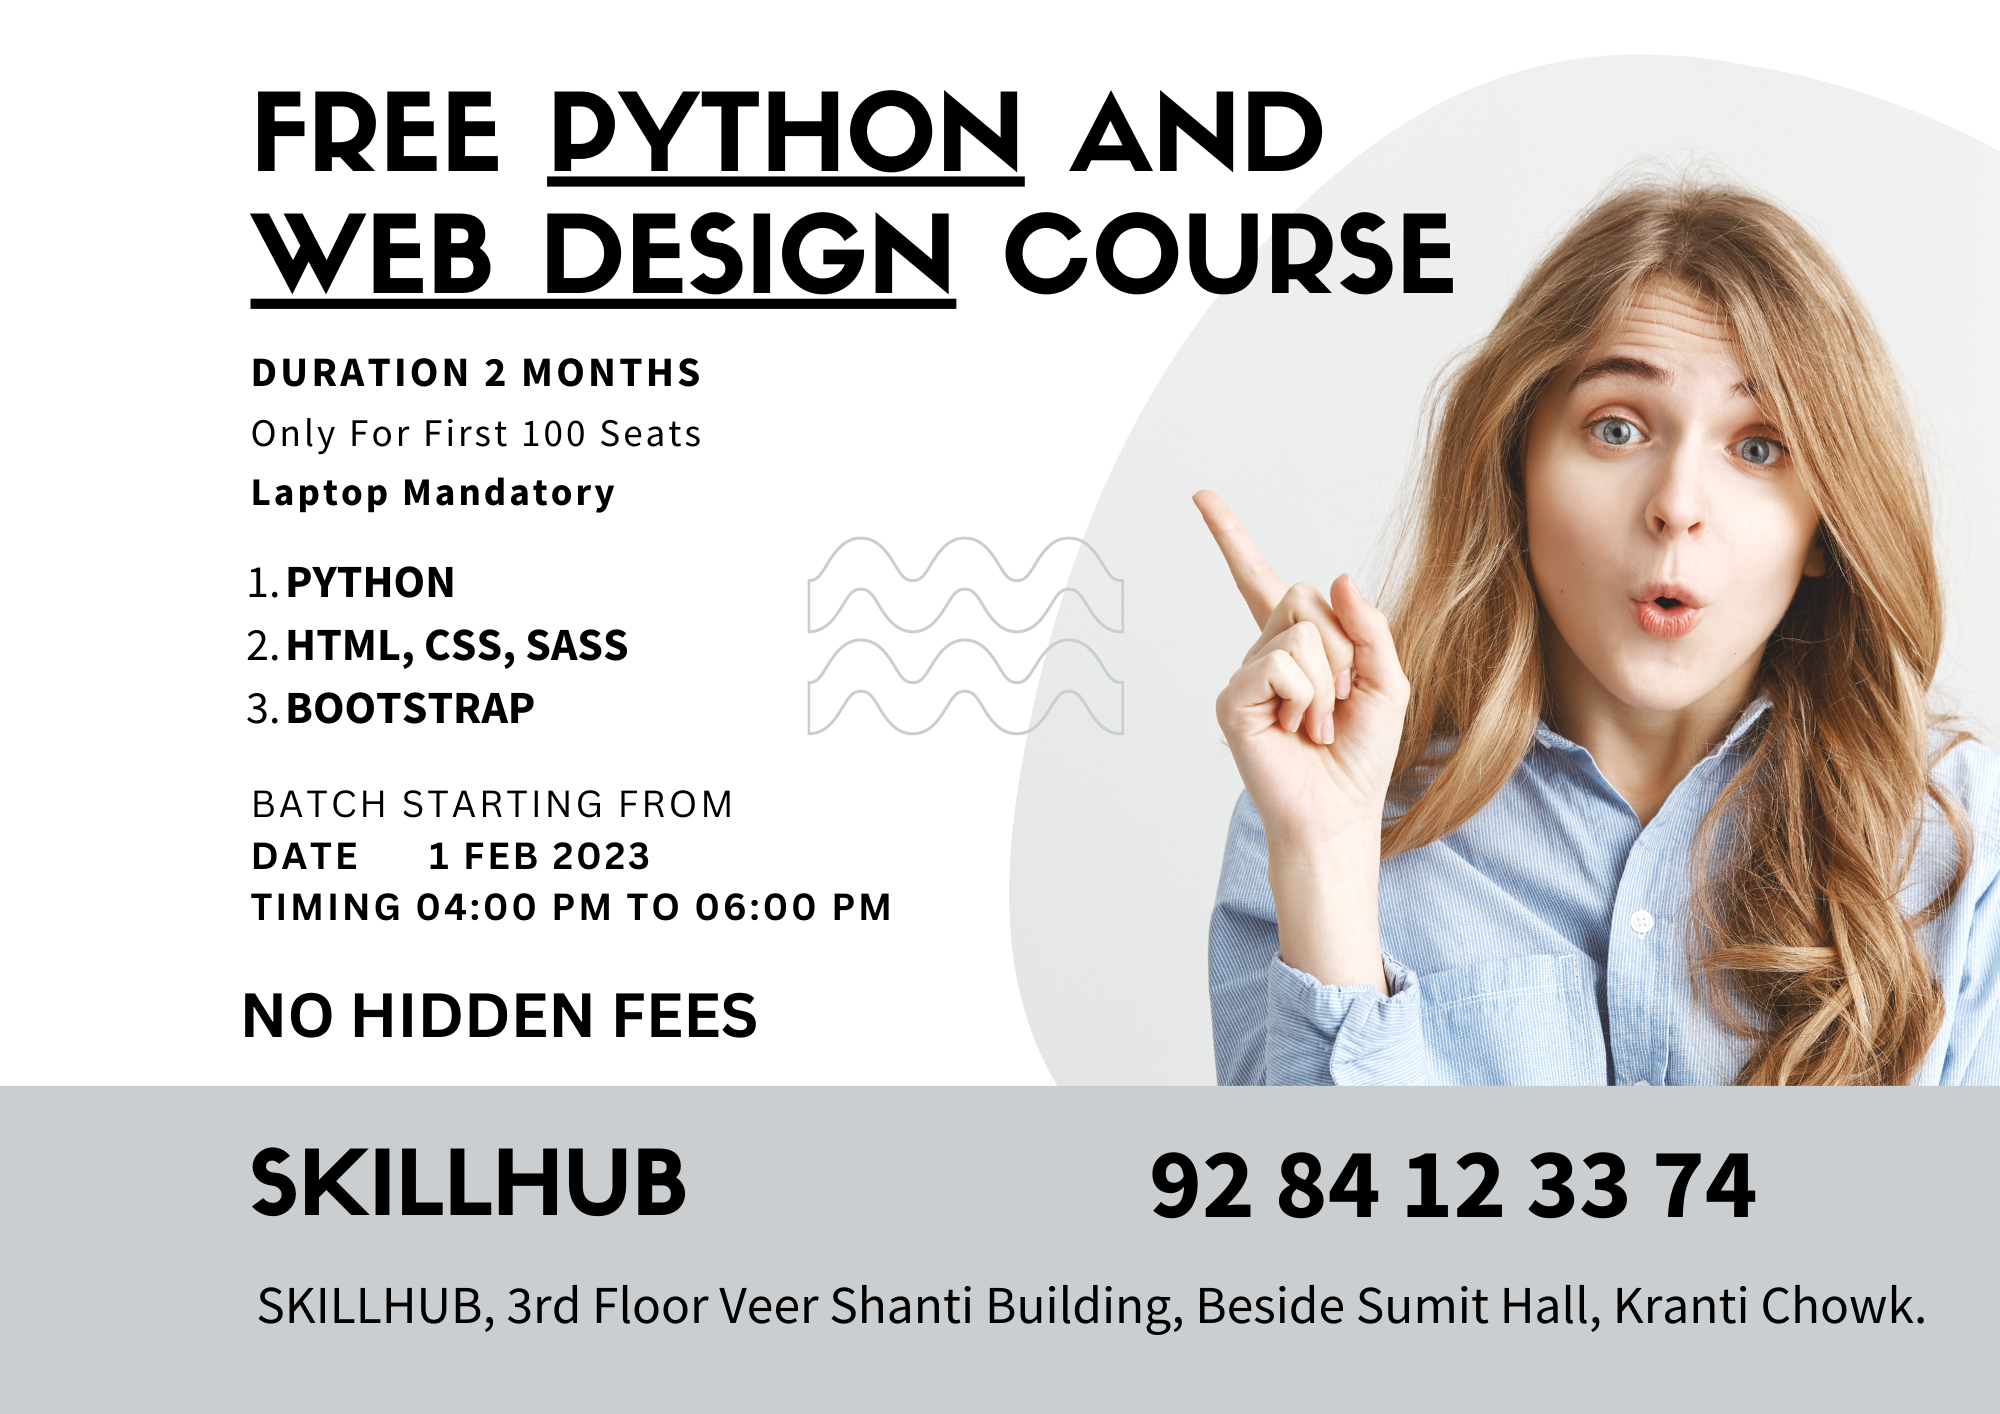 FREE PYTHON AND
WEB DESIGN COURSE
DURATION 2 MONTHS
Only For First 100 Seats
Laptop Mandatory
1. PYTHON
2. HTML, CSS, SASS
3. BOOTSTRAP
BATCH STARTING FROM
DATE 1 FEB 2023
TIMING 04:00 PM TO 06:00 PM
NO HIDDEN FEES
SKILLHUB 92 84 12 33 74
SKILLHUB, 3rd Floor Veer Shanti Building, Beside Sumit Hall, Kranti Chowk.